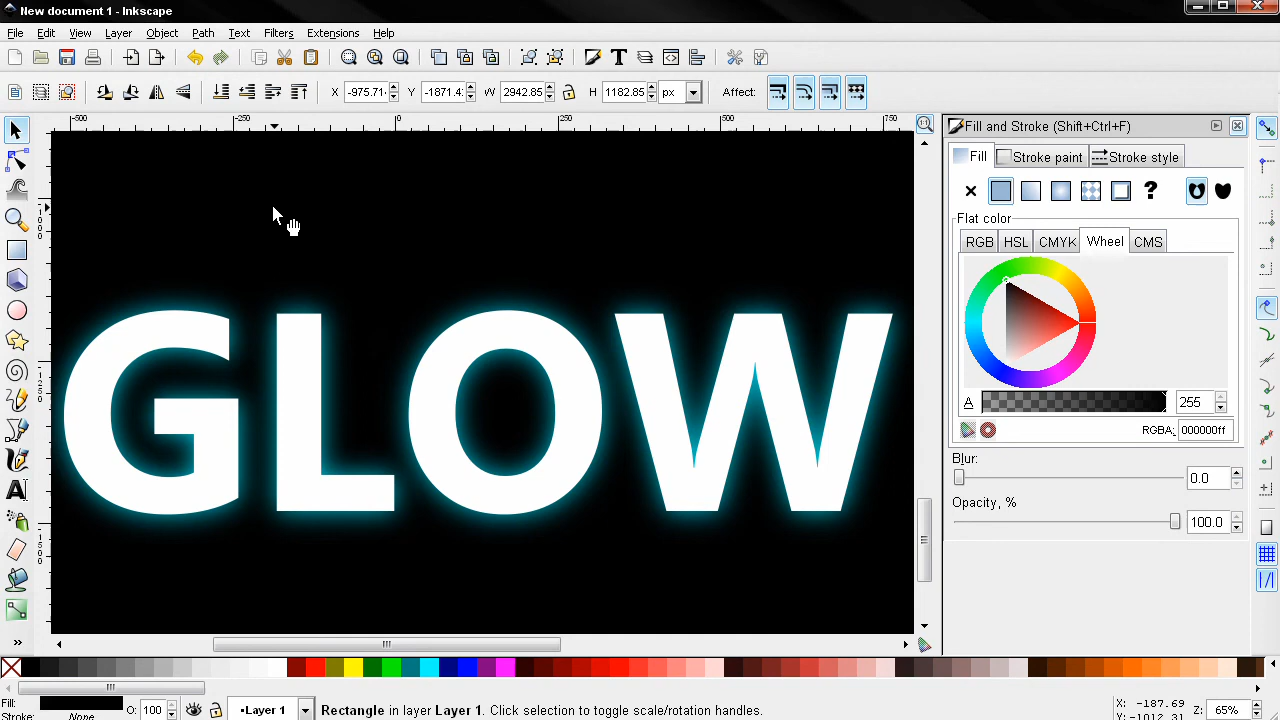 New document 1 - Inkscape
File Edit View Layer Object Path Text Filters Extensions Help
X -975.71 Y -1871.4 W 2942.85 H 1182.85 px Affect:
-500 -250 0 250 500 750
Fill and Stroke (Shift+Ctrl+F)
Fill Stroke paint Stroke style
Flat color
RGB HSL CMYK Wheel CMS
GLOW
A 255
RGBA: 000000ff
Blur:
0.0
Opacity, %
100.0
Fill:
Stroke: None
O: 100
•Layer 1
Rectangle in layer Layer 1. Click selection to toggle scale/rotation handles.
X: -187.69
Z: 65%